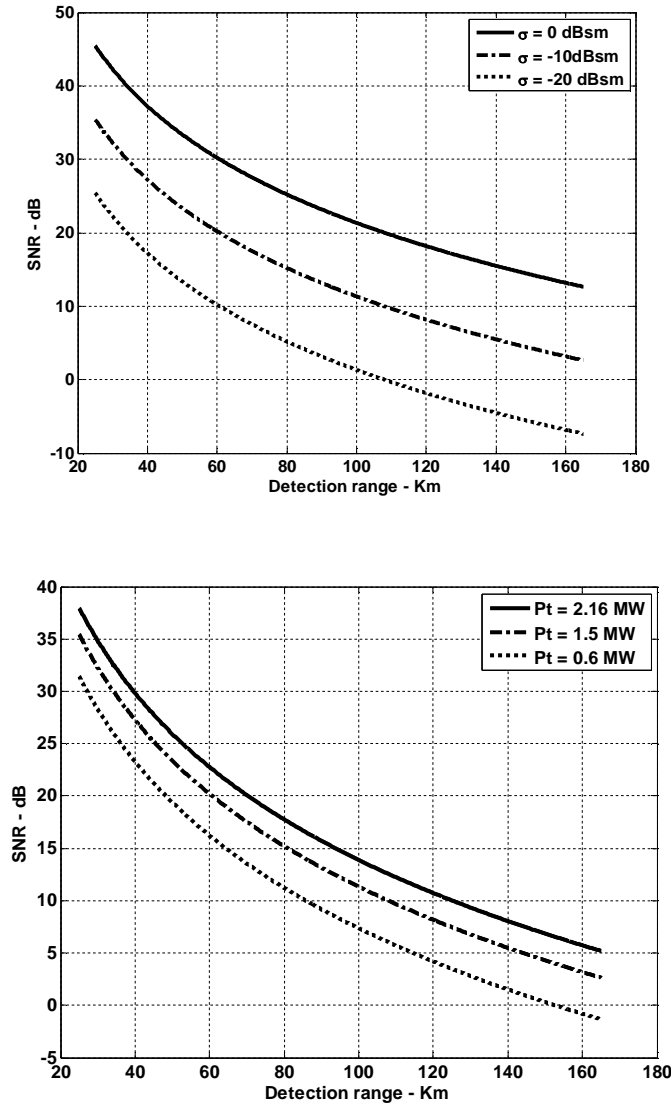 50
40
30
20
10
0
-10
SNR - dB
σ = 0 dBsm
σ = -10dBsm
σ = -20 dBsm
20 40 60 80 100 120 140 160 180
Detection range - Km
40
35
30
25
20
15
10
5
0
-5
SNR - dB
Pt = 2.16 MW
Pt = 1.5 MW
Pt = 0.6 MW
20 40 60 80 100 120 140 160 180
Detection range - Km